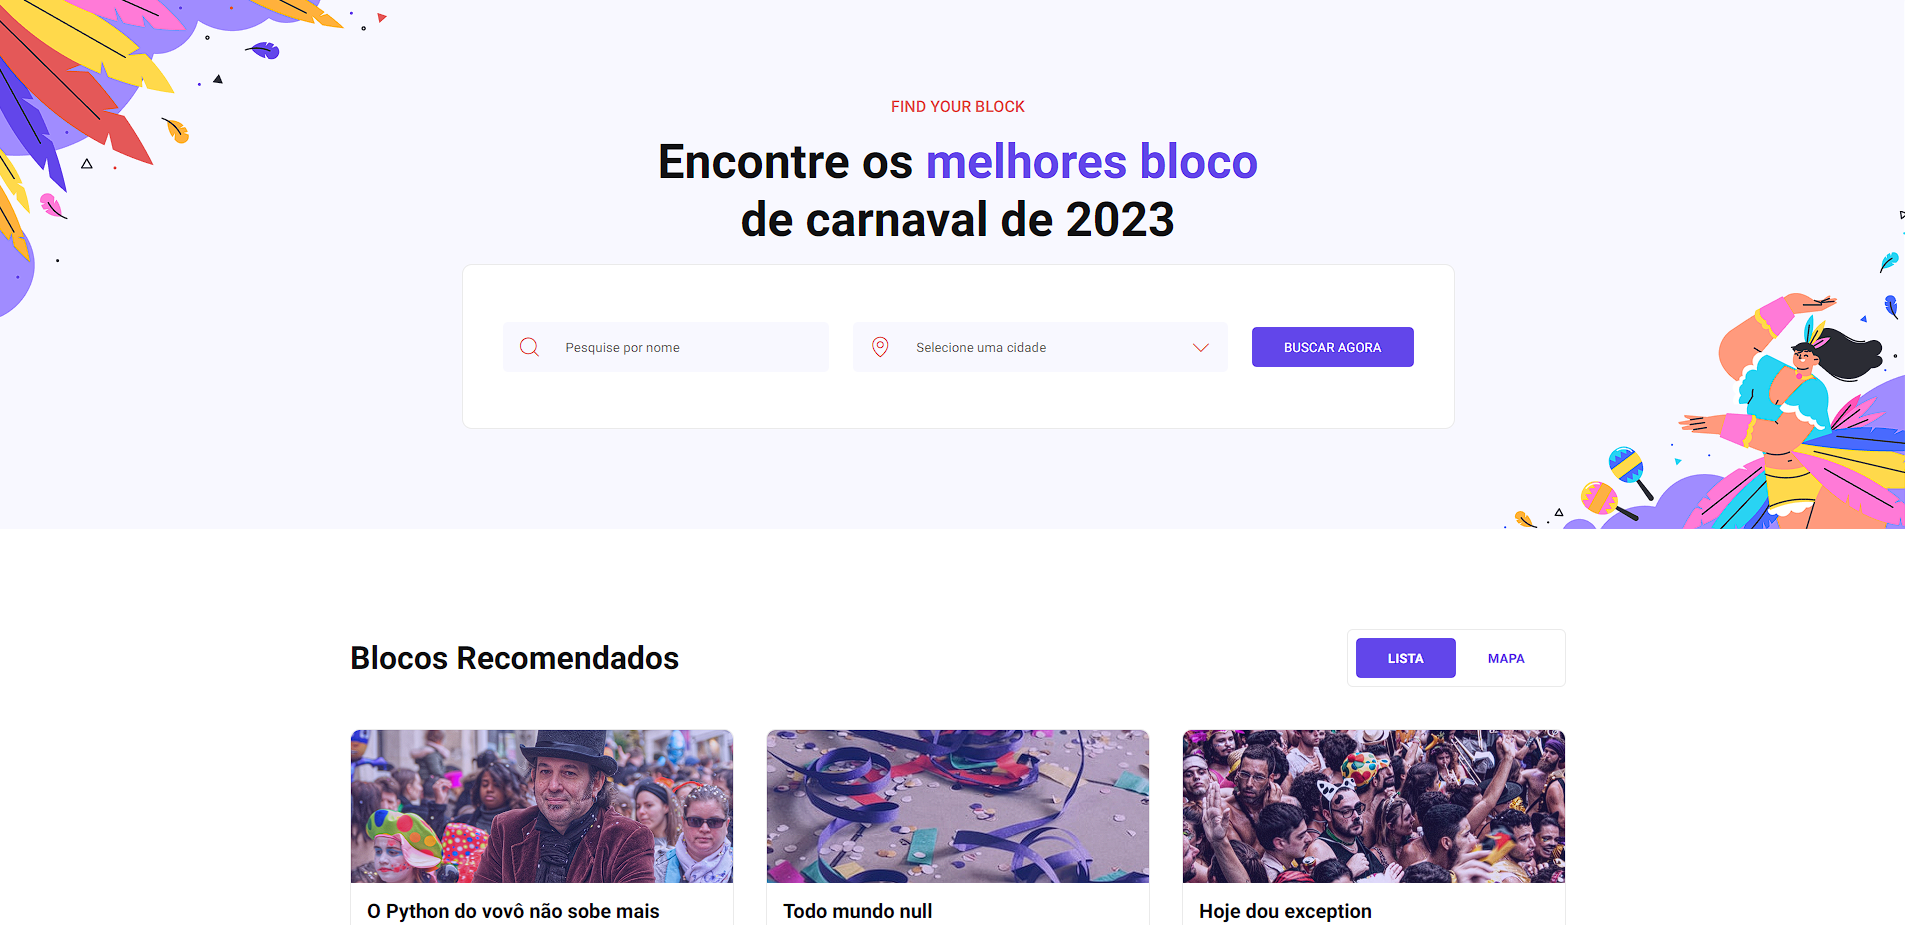 FIND YOUR BLOCK
Encontre os melhores bloco
de carnaval de 2023
Pesquise por nome
Selecione uma cidade
BUSCAR AGORA
Blocos Recomendados
LISTA
MAPA
O Python do vovô não sobe mais
Todo mundo null
Hoje dou exception